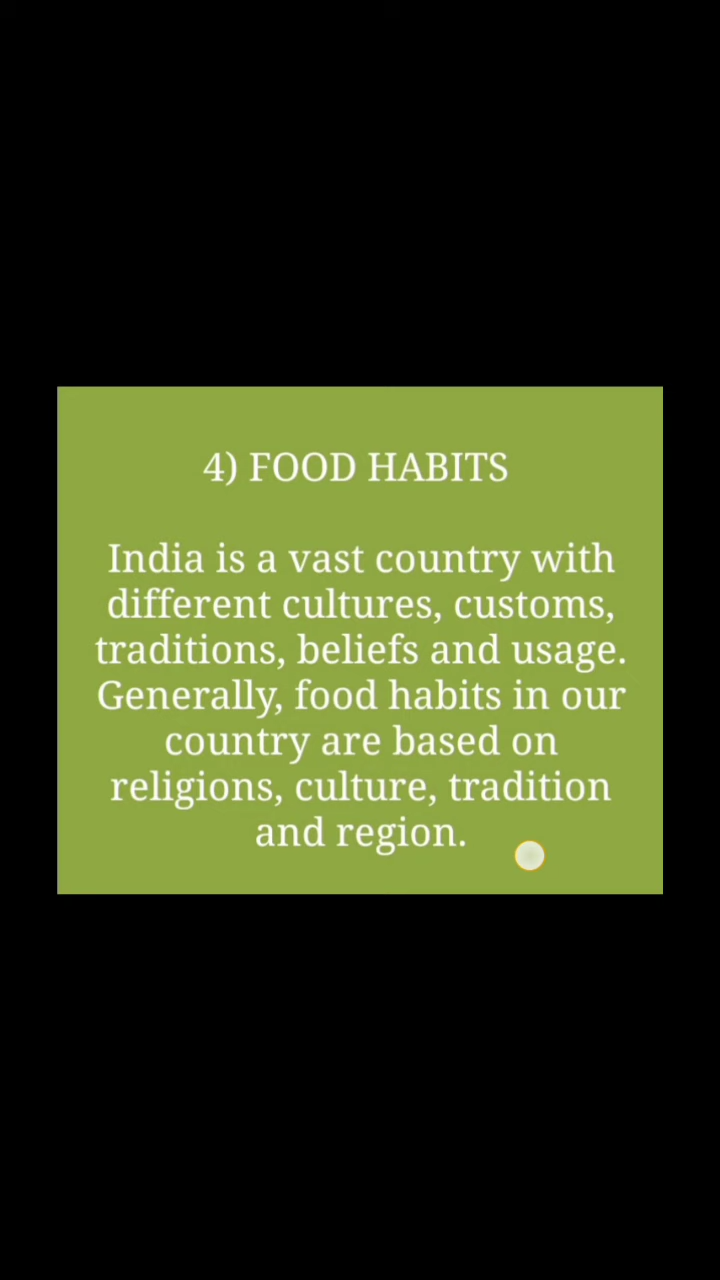 4) FOOD HABITS
India is a vast country with
different cultures, customs,
traditions, beliefs and usage.
Generally, food habits in our
country are based on
religions, culture, tradition
and region.